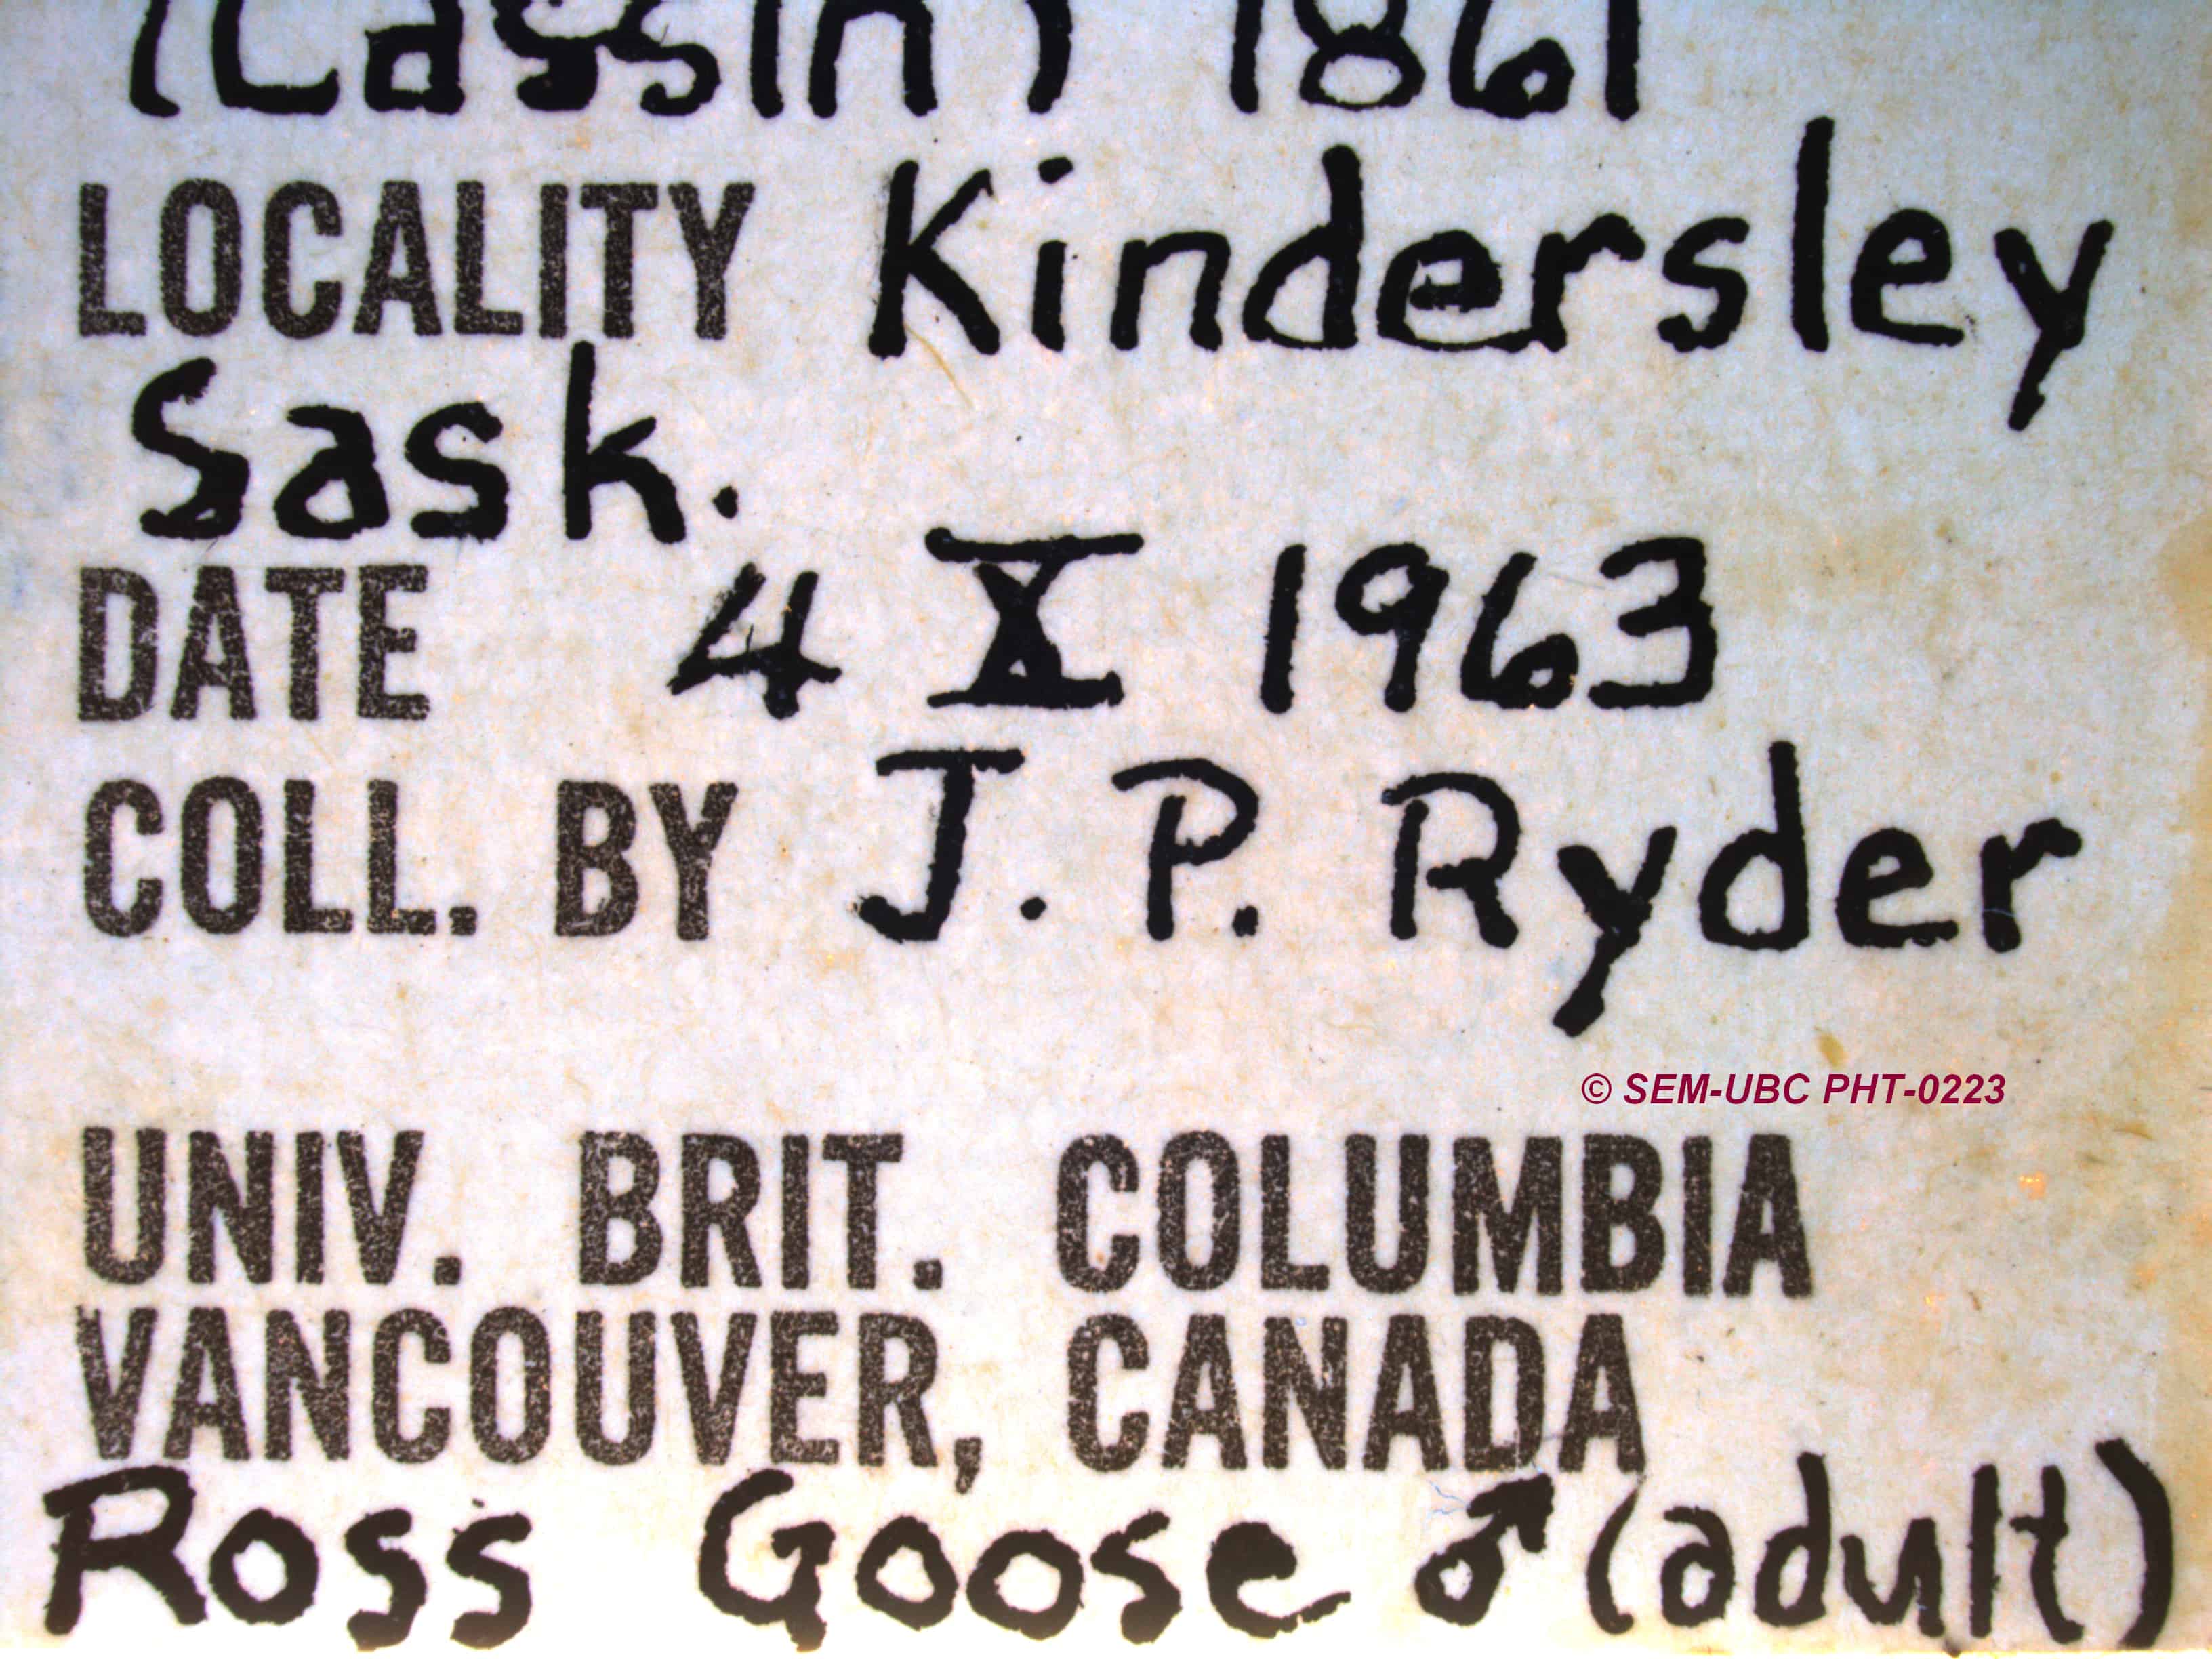 (Cassin) 1861
LOCALITY Kindersley
Sask.
DATE 4 X 1963
COLL. BY J. P. Ryder
© SEM-UBC PHT-0223
UNIV. BRIT. COLUMBIA
VANCOUVER, CANADA
Ross Goose ♂ (adult)